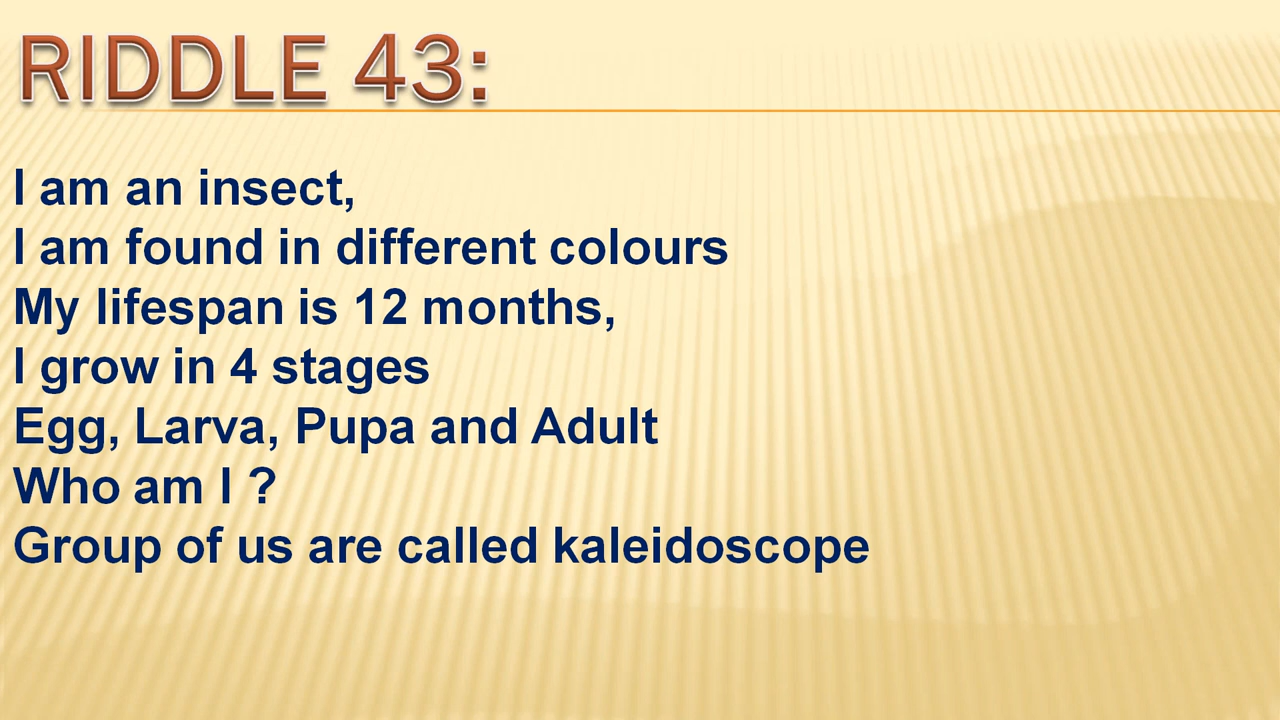 RIDDLE 43:
I am an insect,
I am found in different colours
My lifespan is 12 months,
I grow in 4 stages
Egg, Larva, Pupa and Adult
Who am I ?
Group of us are called kaleidoscope